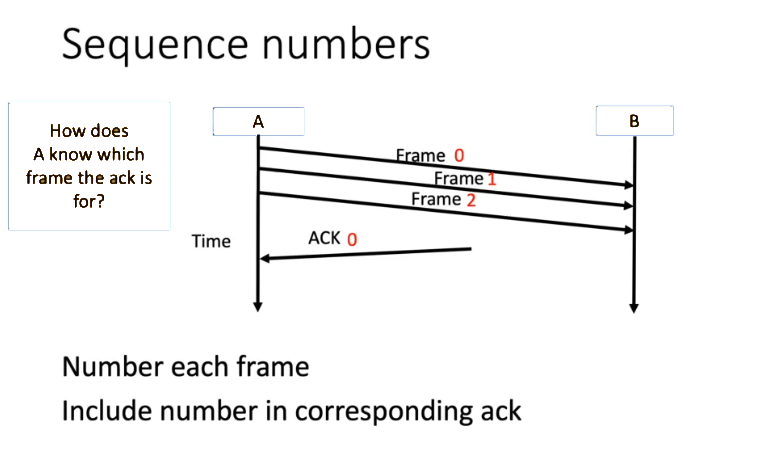 Sequence numbers
How does
A know which
frame the ack is
for?
A
B
Frame 0
Frame 1
Frame 2
Time
ACK 0
Number each frame
Include number in corresponding ack